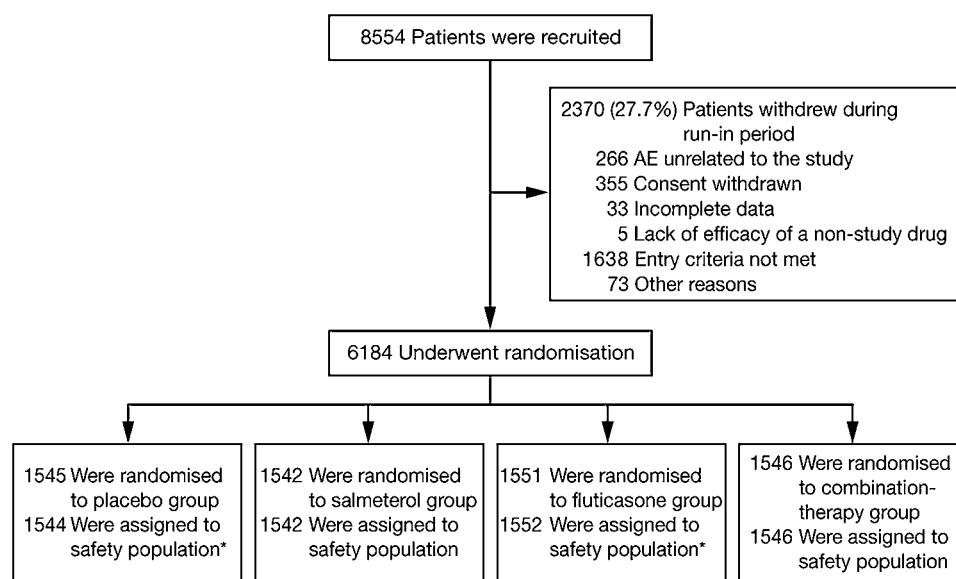 8554 Patients were recruited
2370 (27.7%) Patients withdrew during
run-in period
266 AE unrelated to the study
355 Consent withdrawn
33 Incomplete data
5 Lack of efficacy of a non-study drug
1638 Entry criteria not met
73 Other reasons
6184 Underwent randomisation
1545 Were randomised
to placebo group
1544 Were assigned to
safety population*
1542 Were randomised
to salmeterol group
1542 Were assigned to
safety population
1551 Were randomised
to fluticasone group
1552 Were assigned to
safety population*
1546 Were randomised
to combination-
therapy group
1546 Were assigned to
safety population